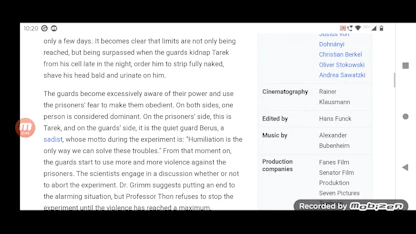 10:20
only a few days. It becomes clear that limits are not only being
reached, but being surpassed when the guards kidnap Tarek
from his cell late in the night, order him to strip fully naked,
shave his head bald and urinate on him.
The guards become excessively aware of their power and use
the prisoners' fear to make them obedient. On both sides, one
person is considered dominant. On the prisoners' side, this is
Tarek, and on the guards' side, it is the quiet guard Berus, a
sadist, whose motto during the experiment is: "Humiliation is the
only way we can solve these troubles." From that moment on,
the guards start to use more and more violence against the
prisoners. The scientists engage in a discussion whether or not
to abort the experiment. Dr. Grimm suggests putting an end to
the alarming situation, but Professor Thon refuses to stop the
experiment until the violence has reached a maximum.
Justus von
Dohnányi
Christian Berkel
Oliver Stokowski
Andrea Sawatzki
Cinematography Rainer
Klausmann
Edited by Hans Funck
Music by Alexander
Bubenheim
Production Fanes Film
companies Senator Film
Produktion
Seven Pictures
Recorded by Mobizen